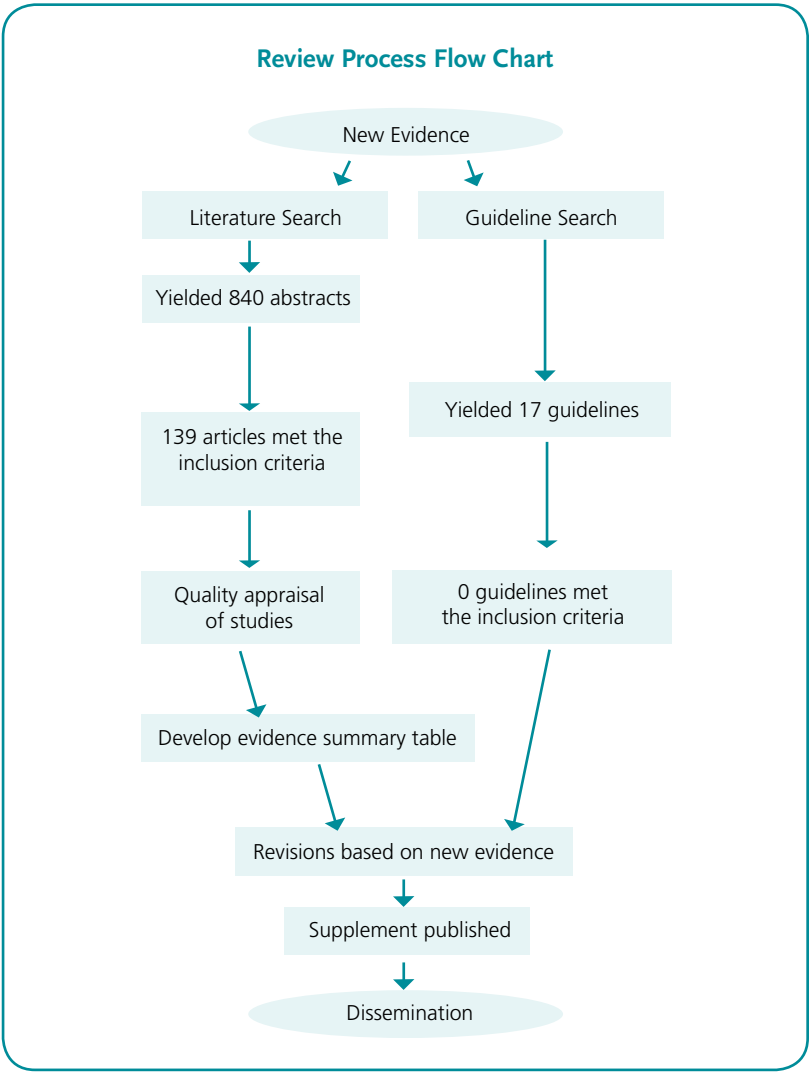 Review Process Flow Chart
New Evidence
Literature Search
Guideline Search
Yielded 840 abstracts
Yielded 17 guidelines
139 articles met the
inclusion criteria
Quality appraisal
of studies
0 guidelines met
the inclusion criteria
Develop evidence summary table
Revisions based on new evidence
Supplement published
Dissemination